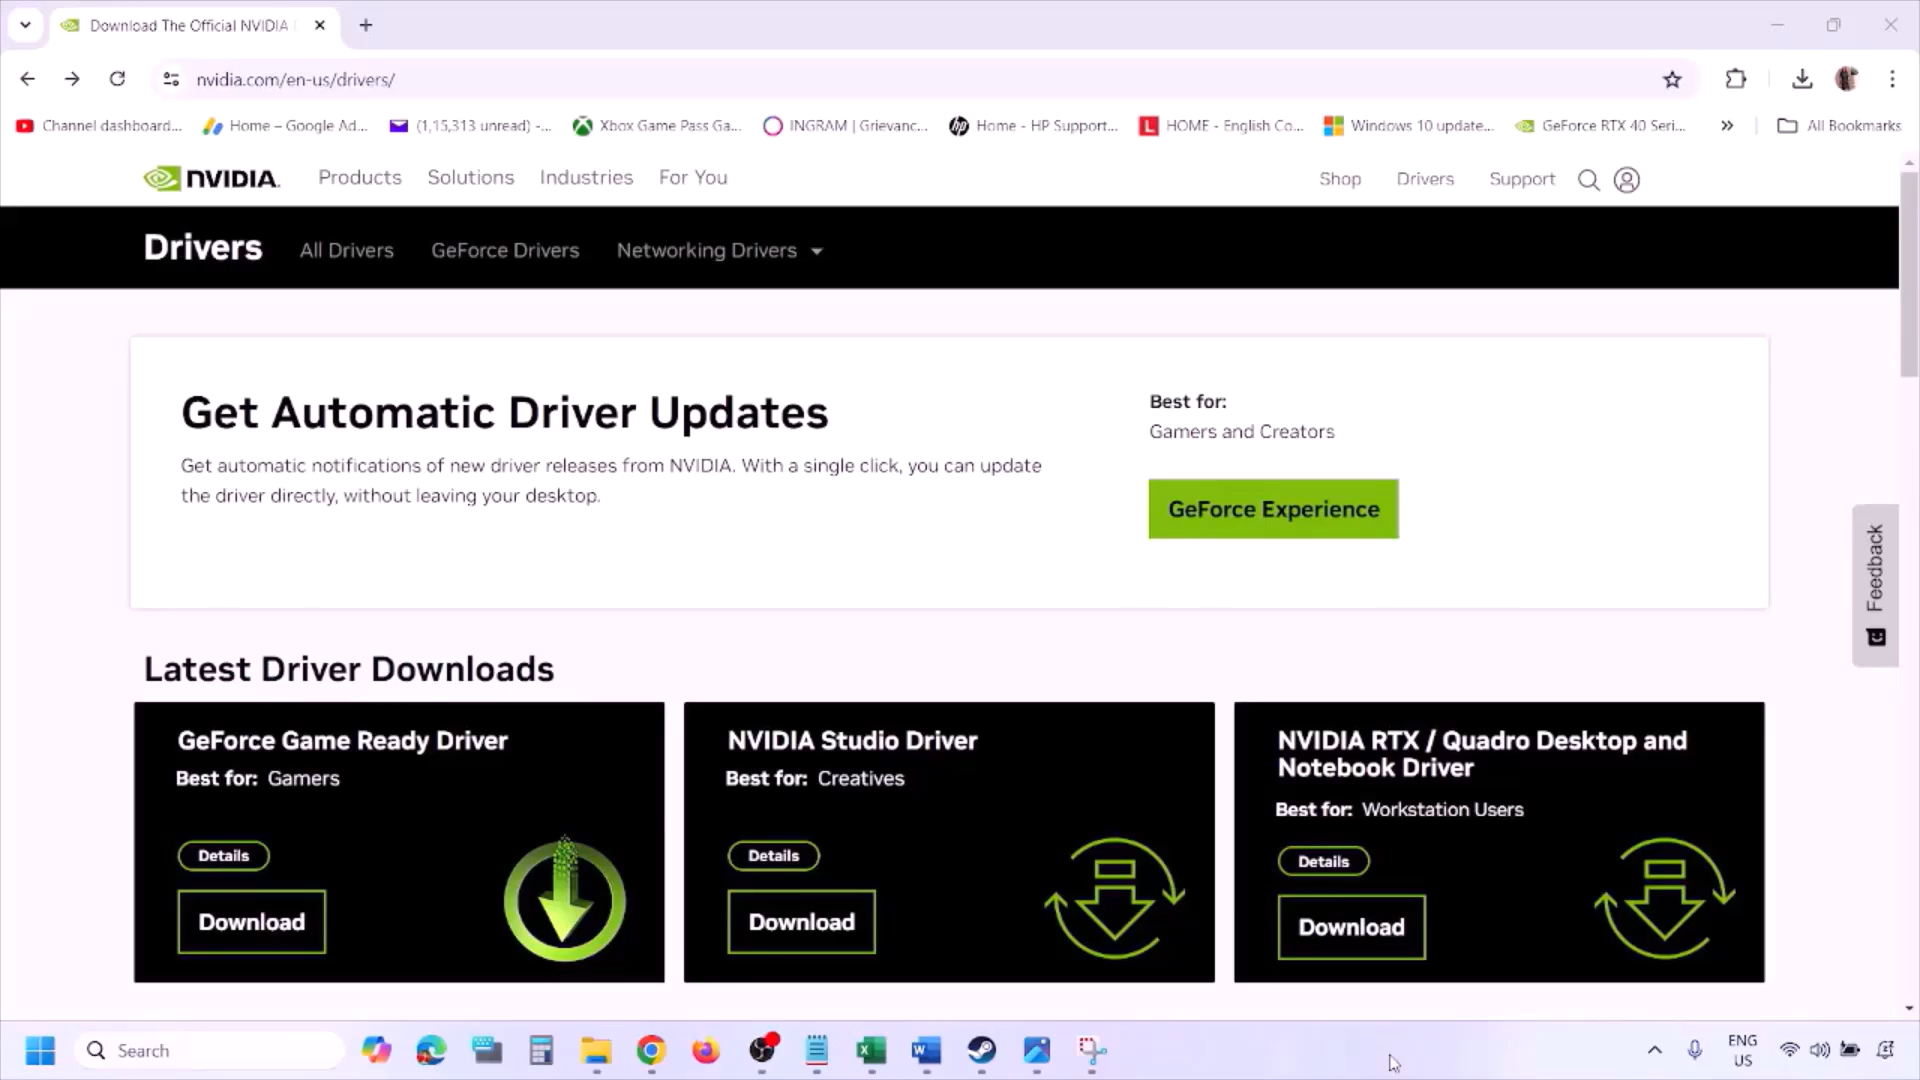 Download The Official NVIDIA
nvidia.com/en-us/drivers/
Channel dashboard...
Home – Google Ad...
(1,15,313 unread) -...
Xbox Game Pass Ga...
INGRAM | Grievanc...
Home - HP Support...
HOME - English Co...
Windows 10 update...
GeForce RTX 40 Seri...
All Bookmarks
NVIDIA.
Products
Solutions
Industries
For You
Shop
Drivers
Support
Drivers
All Drivers
GeForce Drivers
Networking Drivers
Get Automatic Driver Updates
Get automatic notifications of new driver releases from NVIDIA. With a single click, you can update
the driver directly, without leaving your desktop.
Best for:
Gamers and Creators
GeForce Experience
Feedback
Latest Driver Downloads
GeForce Game Ready Driver
Best for: Gamers
Details
Download
NVIDIA Studio Driver
Best for: Creatives
Details
Download
NVIDIA RTX / Quadro Desktop and
Notebook Driver
Best for: Workstation Users
Details
Download
Search
ENG
US